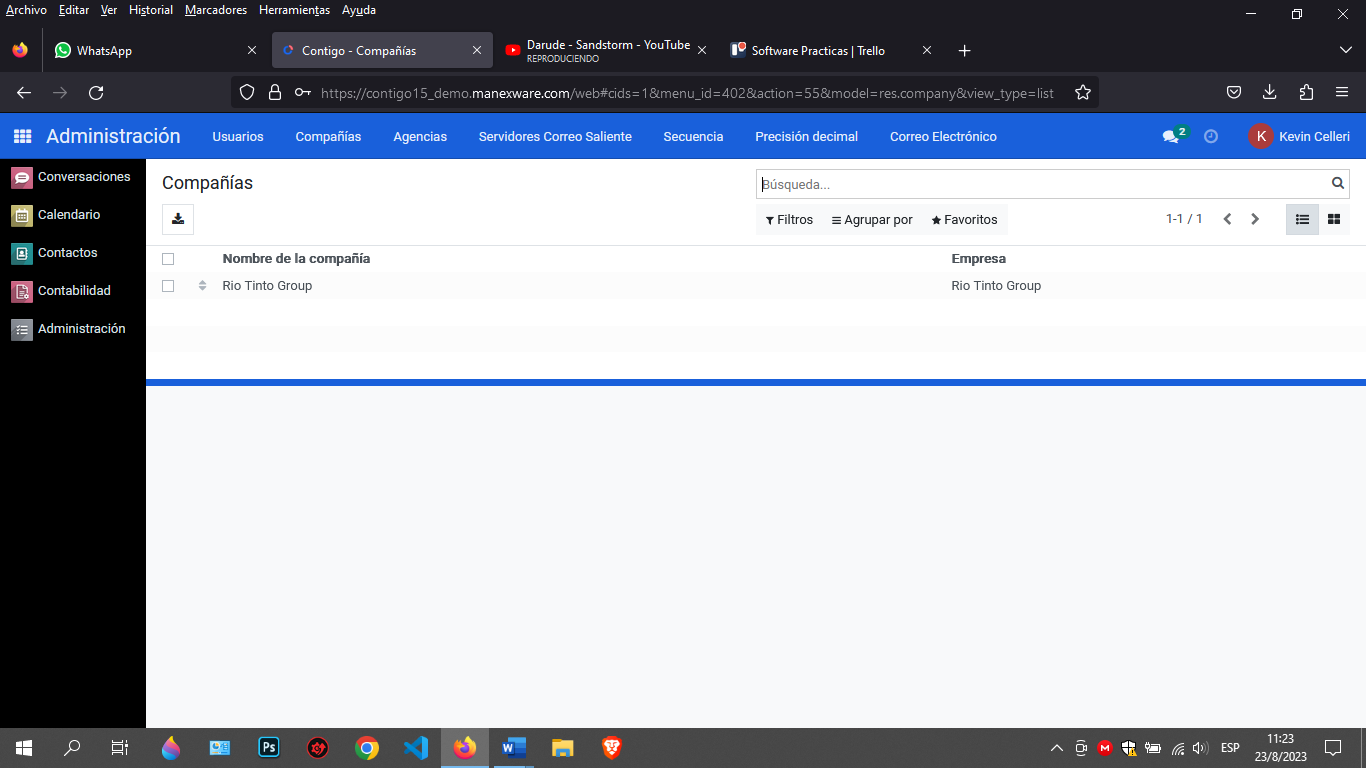 Archivo Editar Ver Historial Marcadores Herramientas Ayuda
WhatsApp
Contigo - Compañías
Darude - Sandstorm - YouTube
REPRODUCIENDO
Software Practicas | Trello
https://contigo15_demo.manexware.com/web#cids=1&menu_id=402&action=55&model=res.company&view_type=list
Administración Usuarios Compañías Agencias Servidores Correo Saliente Secuencia Precisión decimal Correo Electrónico 2 K Kevin Celleri
Conversaciones
Calendario
Contactos
Contabilidad
Administración
Compañías
Búsqueda...
Filtros Agrupar por Favoritos 1-1 / 1
Nombre de la compañía Empresa
Rio Tinto Group Rio Tinto Group
Ps
W
M
ESP
11:23
23/8/2023